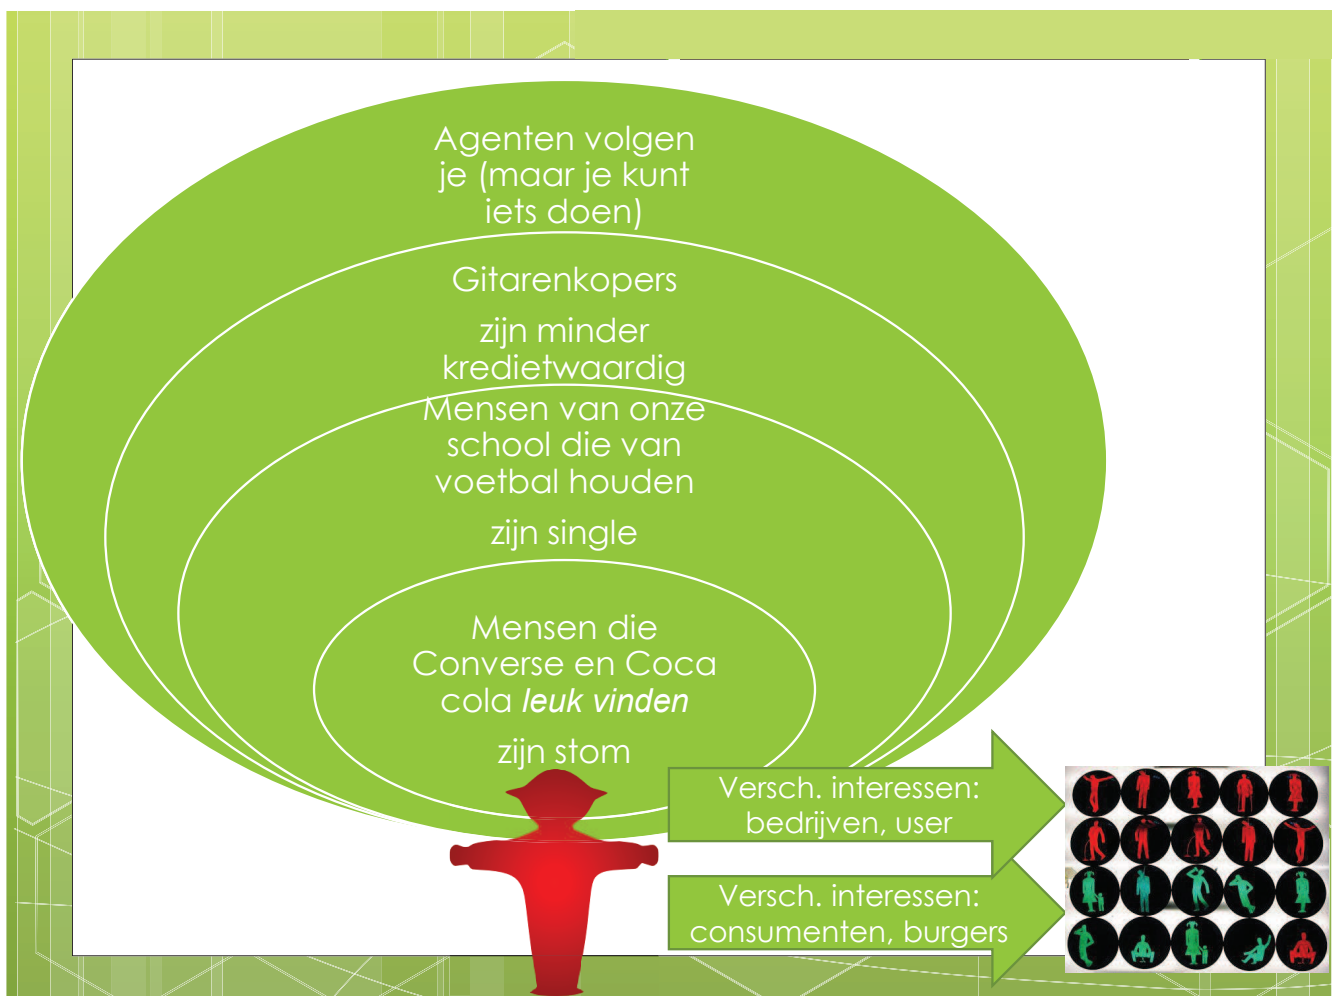 Agenten volgen
je (maar je kunt
iets doen)
Gitarenkopers
zijn minder
kredietwaardig
Mensen van onze
school die van
voetbal houden
zijn single
Mensen die
Converse en Coca
cola leuk vinden
zijn stom
Versch. interessen:
bedrijven, user
Versch. interessen:
consumenten, burgers